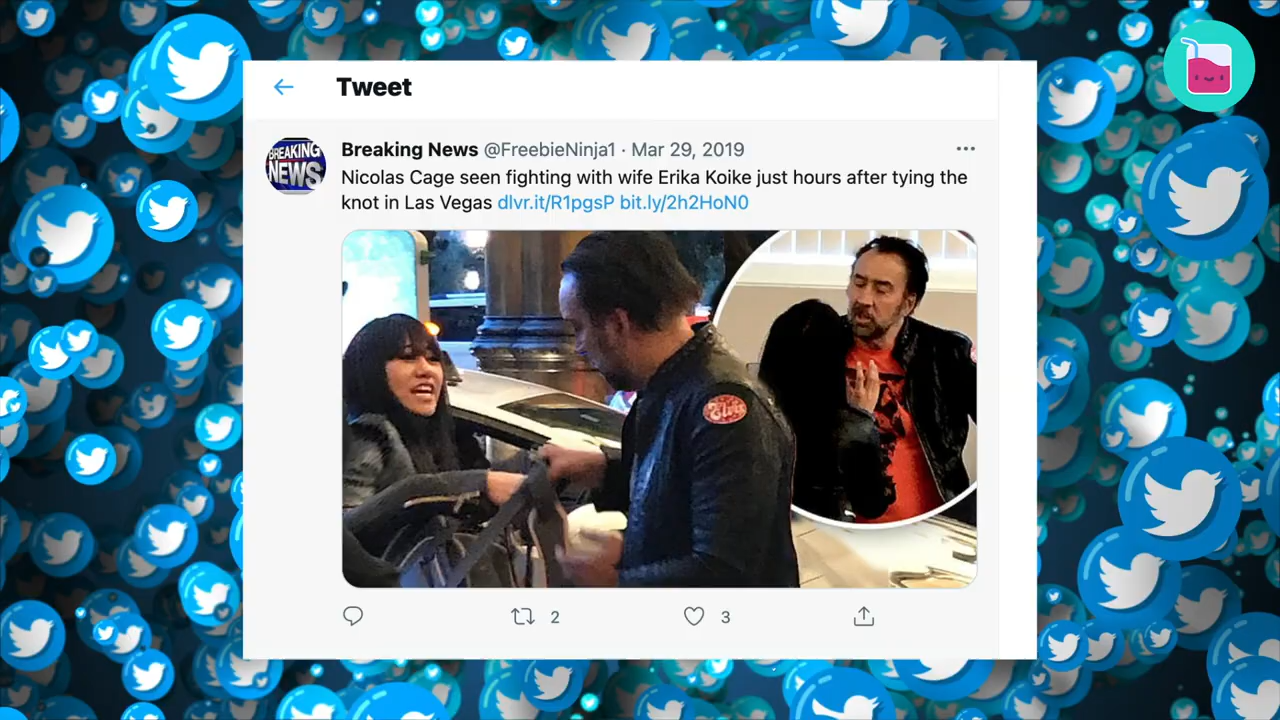 Tweet
BREAKING
NEWS
Breaking News @FreebieNinja1 · Mar 29, 2019
Nicolas Cage seen fighting with wife Erika Koike just hours after tying the
knot in Las Vegas dlvr.it/R1pgsP bit.ly/2h2HoN0
Elvis
2
3